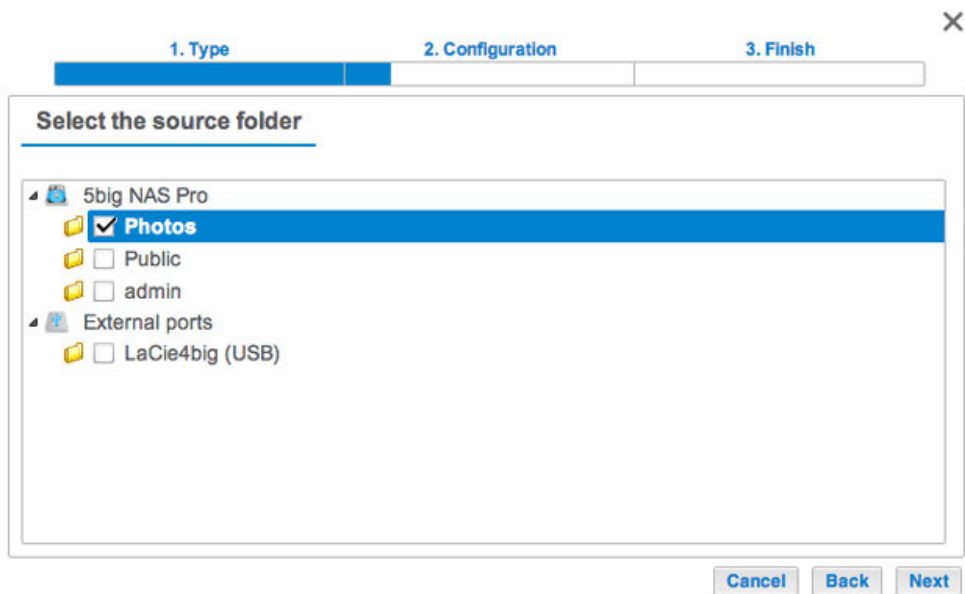 1. Type 2. Configuration 3. Finish
Select the source folder
5big NAS Pro
Photos
Public
admin
External ports
LaCie4big (USB)
Cancel Back Next